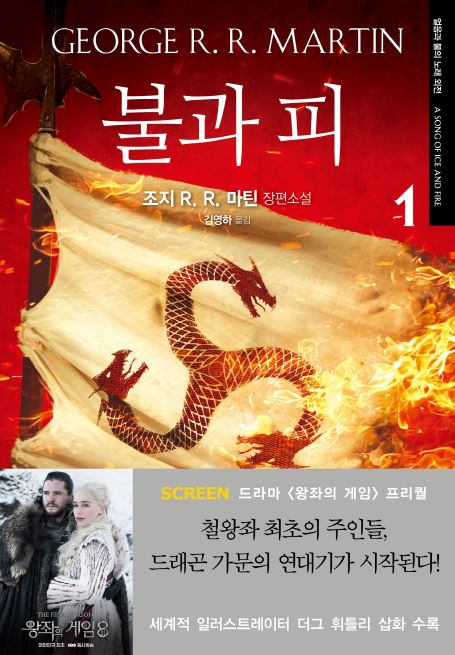 GEORGE R. R. MARTIN
얼음과 불의 노래 외전 A SONG OF ICE AND FIRE
불과 피
조지 R. R. 마틴 장편소설
김영하 옮김
1
SCREEN 드라마 〈왕좌의 게임〉 프리퀄
철왕좌 최초의 주인들,
드래곤 가문의 연대기가 시작된다!
세계적 일러스트레이터 더그 휘틀리 삽화 수록
THE FINAL SEASON
왕좌의 게임 8